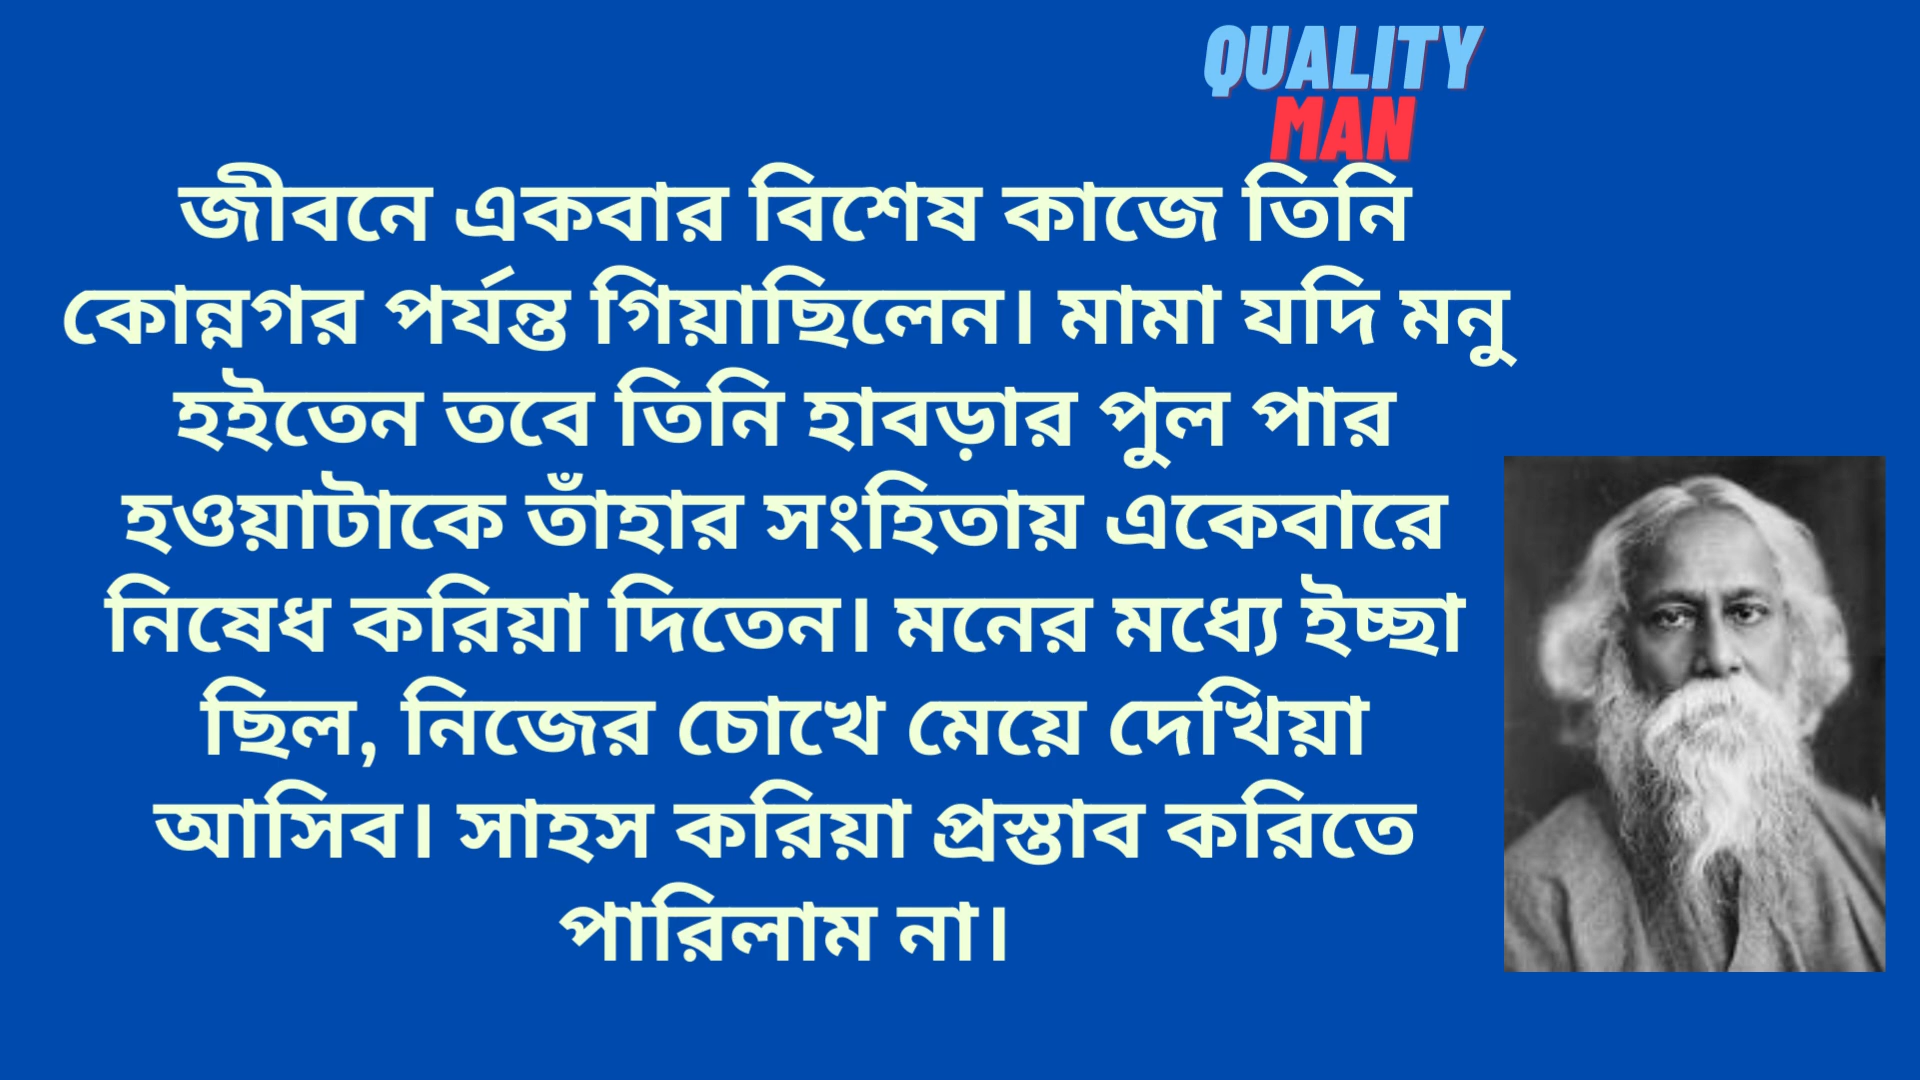 QUALITY
MAN
জীবনে একবার বিশেষ কাজে তিনি
কোন্নগর পর্যন্ত গিয়াছিলেন। মামা যদি মনু
হইতেন তবে তিনি হাবড়ার পুল পার
হওয়াটাকে তাঁহার সংহিতায় একেবারে
নিষেধ করিয়া দিতেন। মনের মধ্যে ইচ্ছা
ছিল, নিজের চোখে মেয়ে দেখিয়া
আসিব। সাহস করিয়া প্রস্তাব করিতে
পারিলাম না।